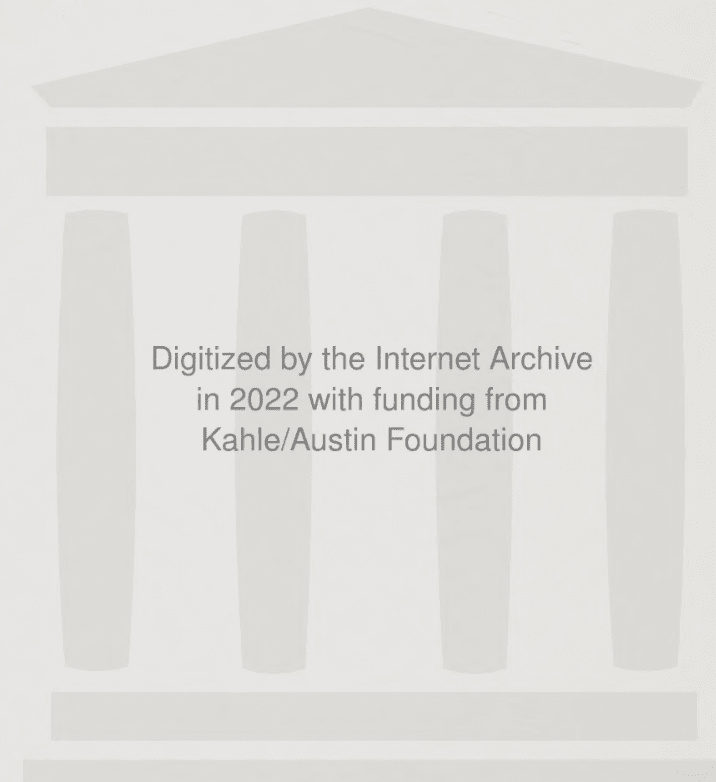 Digitized by the Internet Archive
in 2022 with funding from
Kahle/Austin Foundation